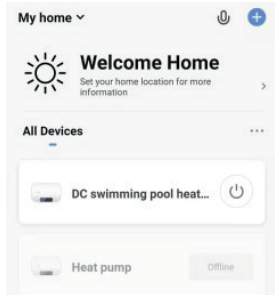 My home
Welcome Home
Set your home location for more
information
All Devices
DC swimming pool heat...
Heat pump
Offline